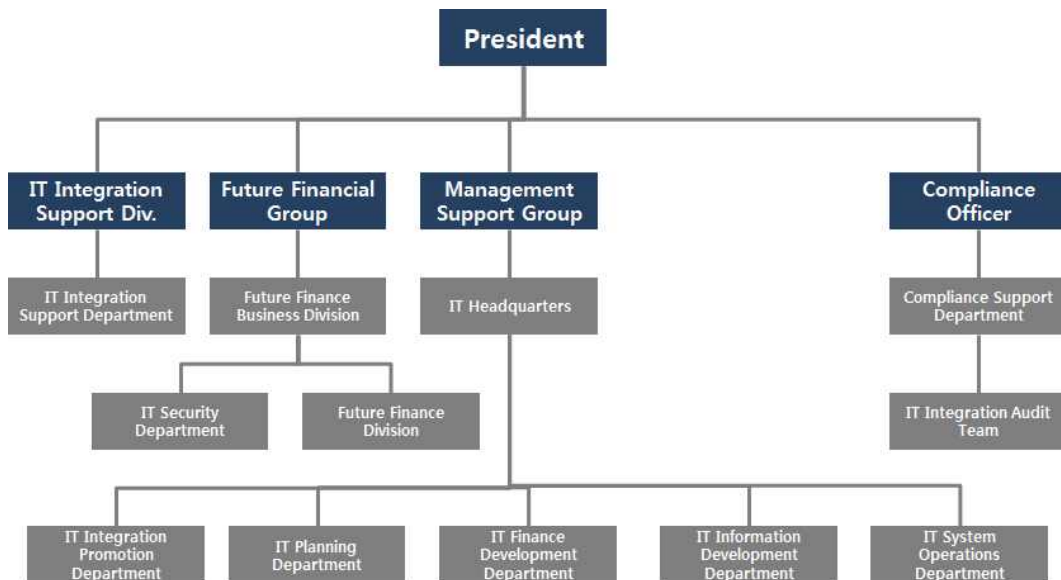 President
IT Integration
Support Div.
Future Financial
Group
Management
Support Group
Compliance
Officer
IT Integration
Support Department
Future Finance
Business Division
IT Headquarters
Compliance Support
Department
IT Security
Department
Future Finance
Division
IT Integration Audit
Team
IT Integration
Promotion
Department
IT Planning
Department
IT Finance
Development
Department
IT Information
Development
Department
IT System
Operations
Department